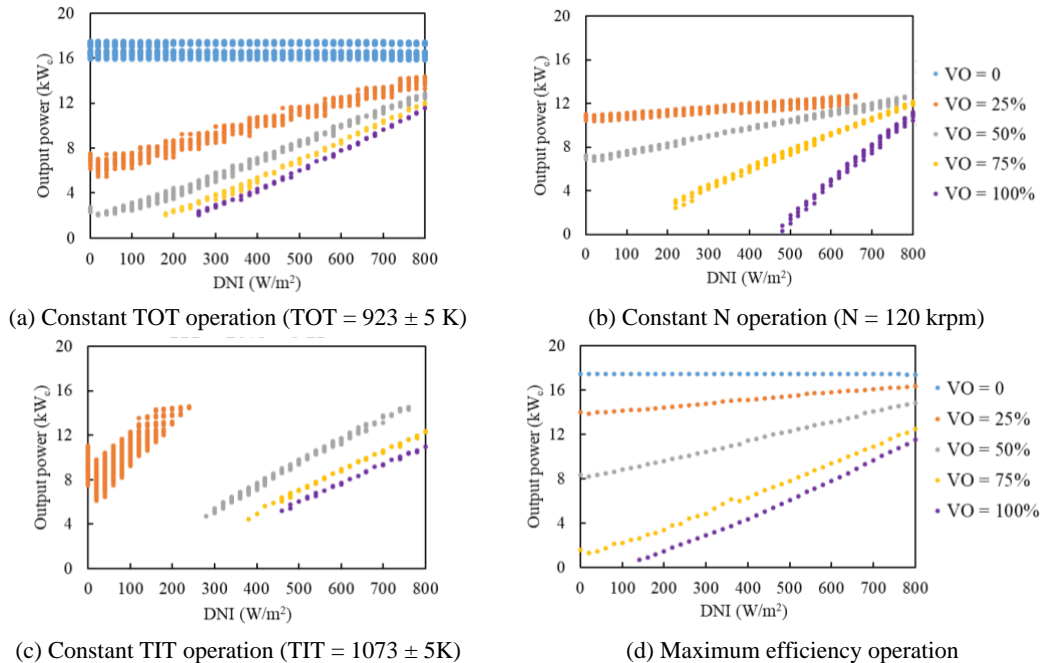 20
16
12
8
4
0
Output power (kWe)
0 100 200 300 400 500 600 700 800
DNI (W/m²)
(a) Constant TOT operation (TOT = 923 ± 5 K)
20
16
12
8
4
0
Output power (kWe)
0 100 200 300 400 500 600 700 800
DNI (W/m²)
VO = 0
VO = 25%
VO = 50%
VO = 75%
VO = 100%
(b) Constant N operation (N = 120 krpm)
20
16
12
8
4
0
Output power (kWe)
0 100 200 300 400 500 600 700 800
DNI (W/m²)
(c) Constant TIT operation (TIT = 1073 ± 5K)
20
16
12
8
4
0
Output power (kWe)
0 100 200 300 400 500 600 700 800
DNI (W/m²)
VO = 0
VO = 25%
VO = 50%
VO = 75%
VO = 100%
(d) Maximum efficiency operation